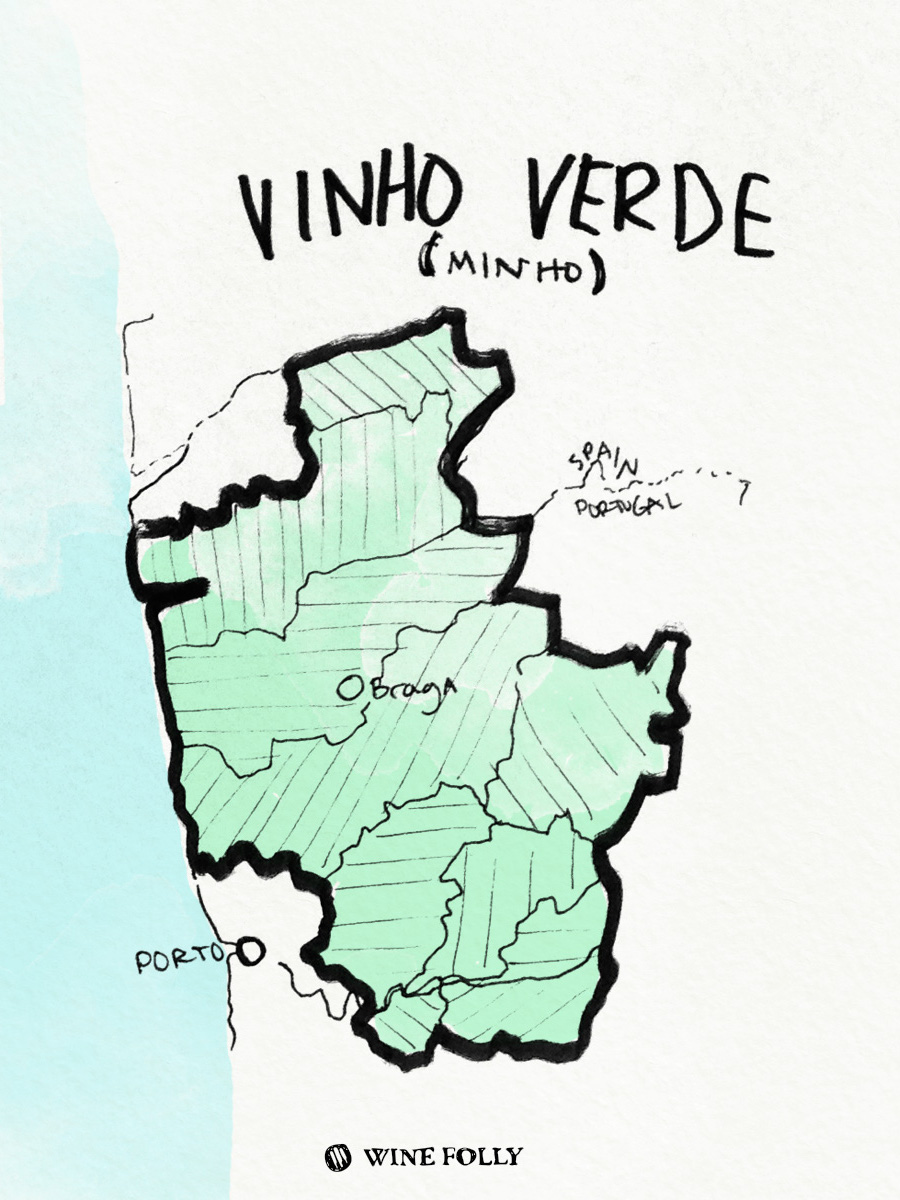 VINHO VERDE
(MINHO)
SPAIN
PORTUGAL
Braga
PORTO
WINE FOLLY